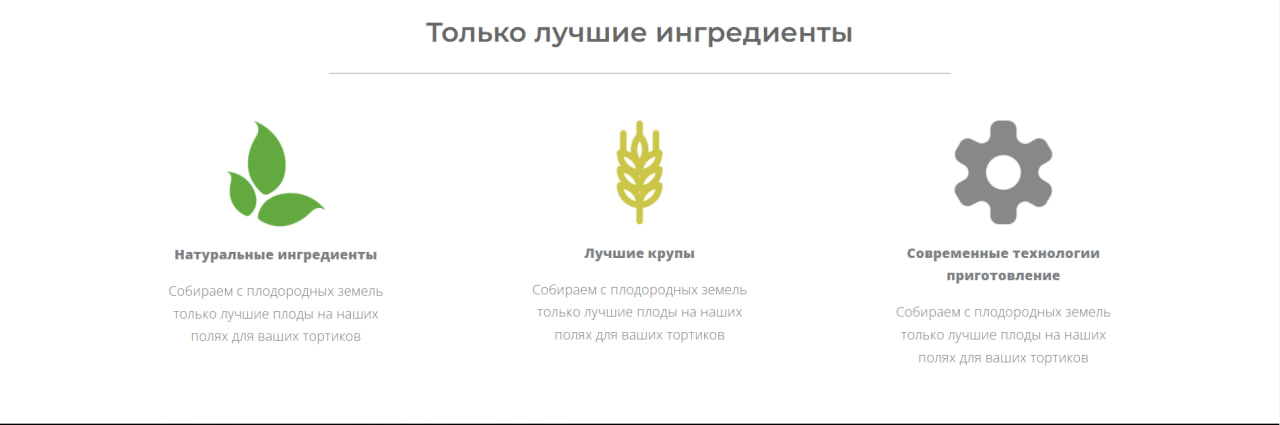 Только лучшие ингредиенты
Натуральные ингредиенты
Собираем с плодородных земель
только лучшие плоды на наших
полях для ваших тортиков
Лучшие крупы
Собираем с плодородных земель
только лучшие плоды на наших
полях для ваших тортиков
Современные технологии
приготовление
Собираем с плодородных земель
только лучшие плоды на наших
полях для ваших тортиков